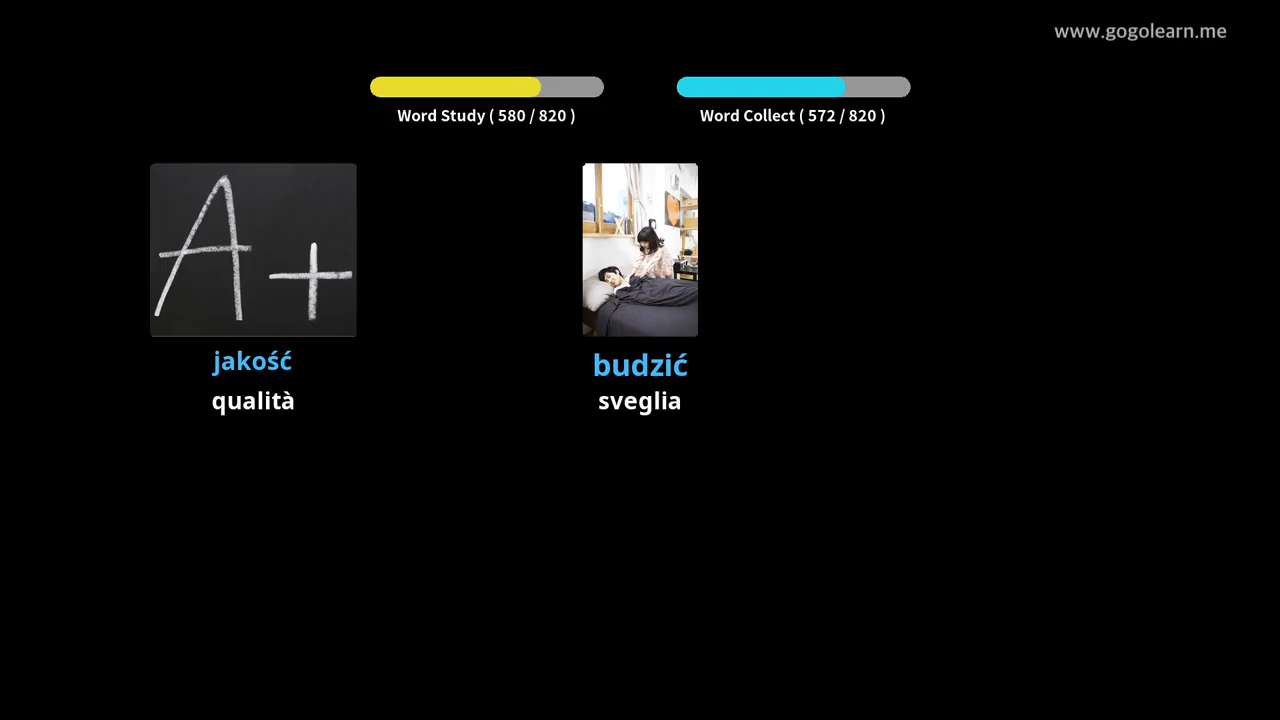 www.gogolearn.me
Word Study ( 580 / 820 )
Word Collect ( 572 / 820 )
A+
jakość
budzić
qualità
sveglia